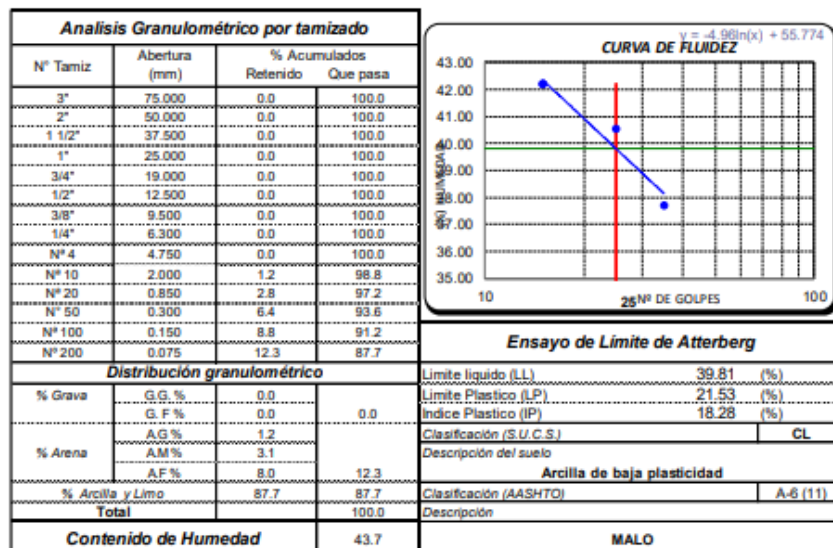 Analisis Granulométrico por tamizado
N° Tamiz Abertura (mm) % Acumulados
Retenido Que pasa
3" 75.000 0.0 100.0
2" 50.000 0.0 100.0
1 1/2" 37.500 0.0 100.0
1" 25.000 0.0 100.0
3/4" 19.000 0.0 100.0
1/2" 12.500 0.0 100.0
3/8" 9.500 0.0 100.0
1/4" 6.300 0.0 100.0
Nª 4 4.750 0.0 100.0
Nª 10 2.000 1.2 98.8
Nª 20 0.850 2.8 97.2
N° 50 0.300 6.4 93.6
Nª 100 0.150 8.8 91.2
Nª 200 0.075 12.3 87.7
Distribución granulométrico
% Grava G.G. % 0.0
G. F % 0.0 0.0
% Arena A.G % 1.2
A.M % 3.1
A.F % 8.0 12.3
% Arcilla y Limo 87.7 87.7
Total 100.0
Contenido de Humedad 43.7
y = -4.96ln(x) + 55.774
CURVA DE FLUIDEZ
43.00
42.00
41.00
40.00
39.00
38.00
37.00
36.00
35.00
(%) HUMEDAD
10 25 Nº DE GOLPES 100
Ensayo de Límite de Atterberg
Limite liquido (LL) 39.81 (%)
Limite Plastico (LP) 21.53 (%)
Indice Plastico (IP) 18.28 (%)
Clasificación (S.U.C.S.) CL
Descripción del suelo
Arcilla de baja plasticidad
Clasificación (AASHTO) A-6 (11)
Descripción
MALO